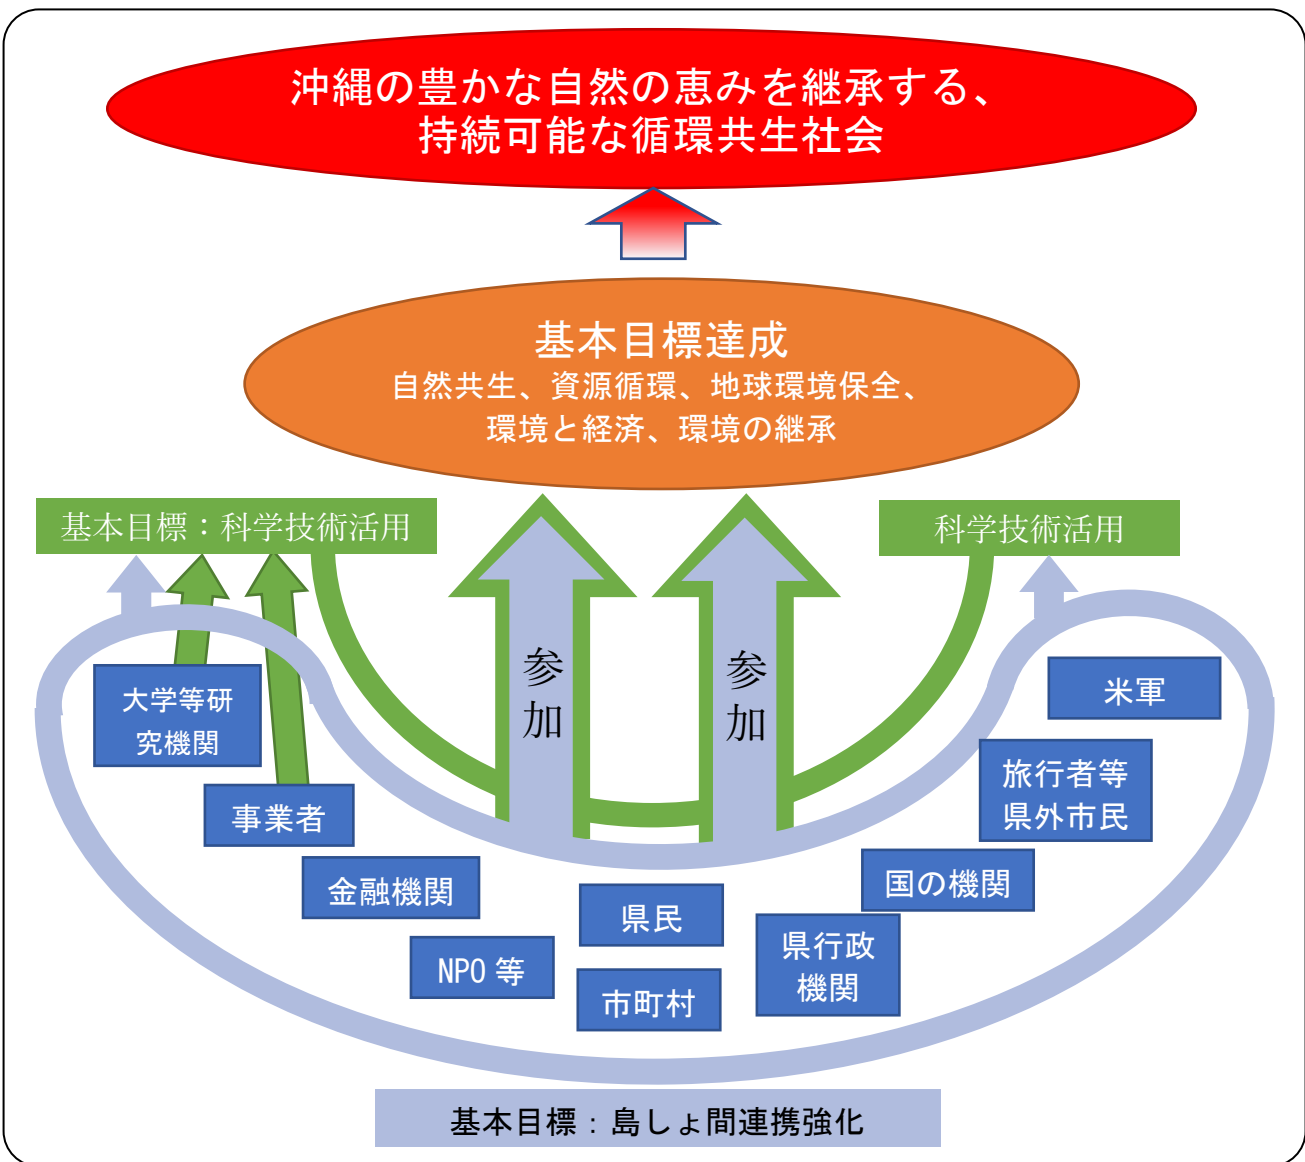 沖縄の豊かな自然の恵みを継承する、
持続可能な循環共生社会
基本目標達成
自然共生、資源循環、地球環境保全、
環境と経済、環境の継承
基本目標：科学技術活用
科学技術活用
参加
参加
大学等研
究機関
事業者
金融機関
NPO 等
県民
市町村
県行政
機関
国の機関
旅行者等
県外市民
米軍
基本目標：島しょ間連携強化